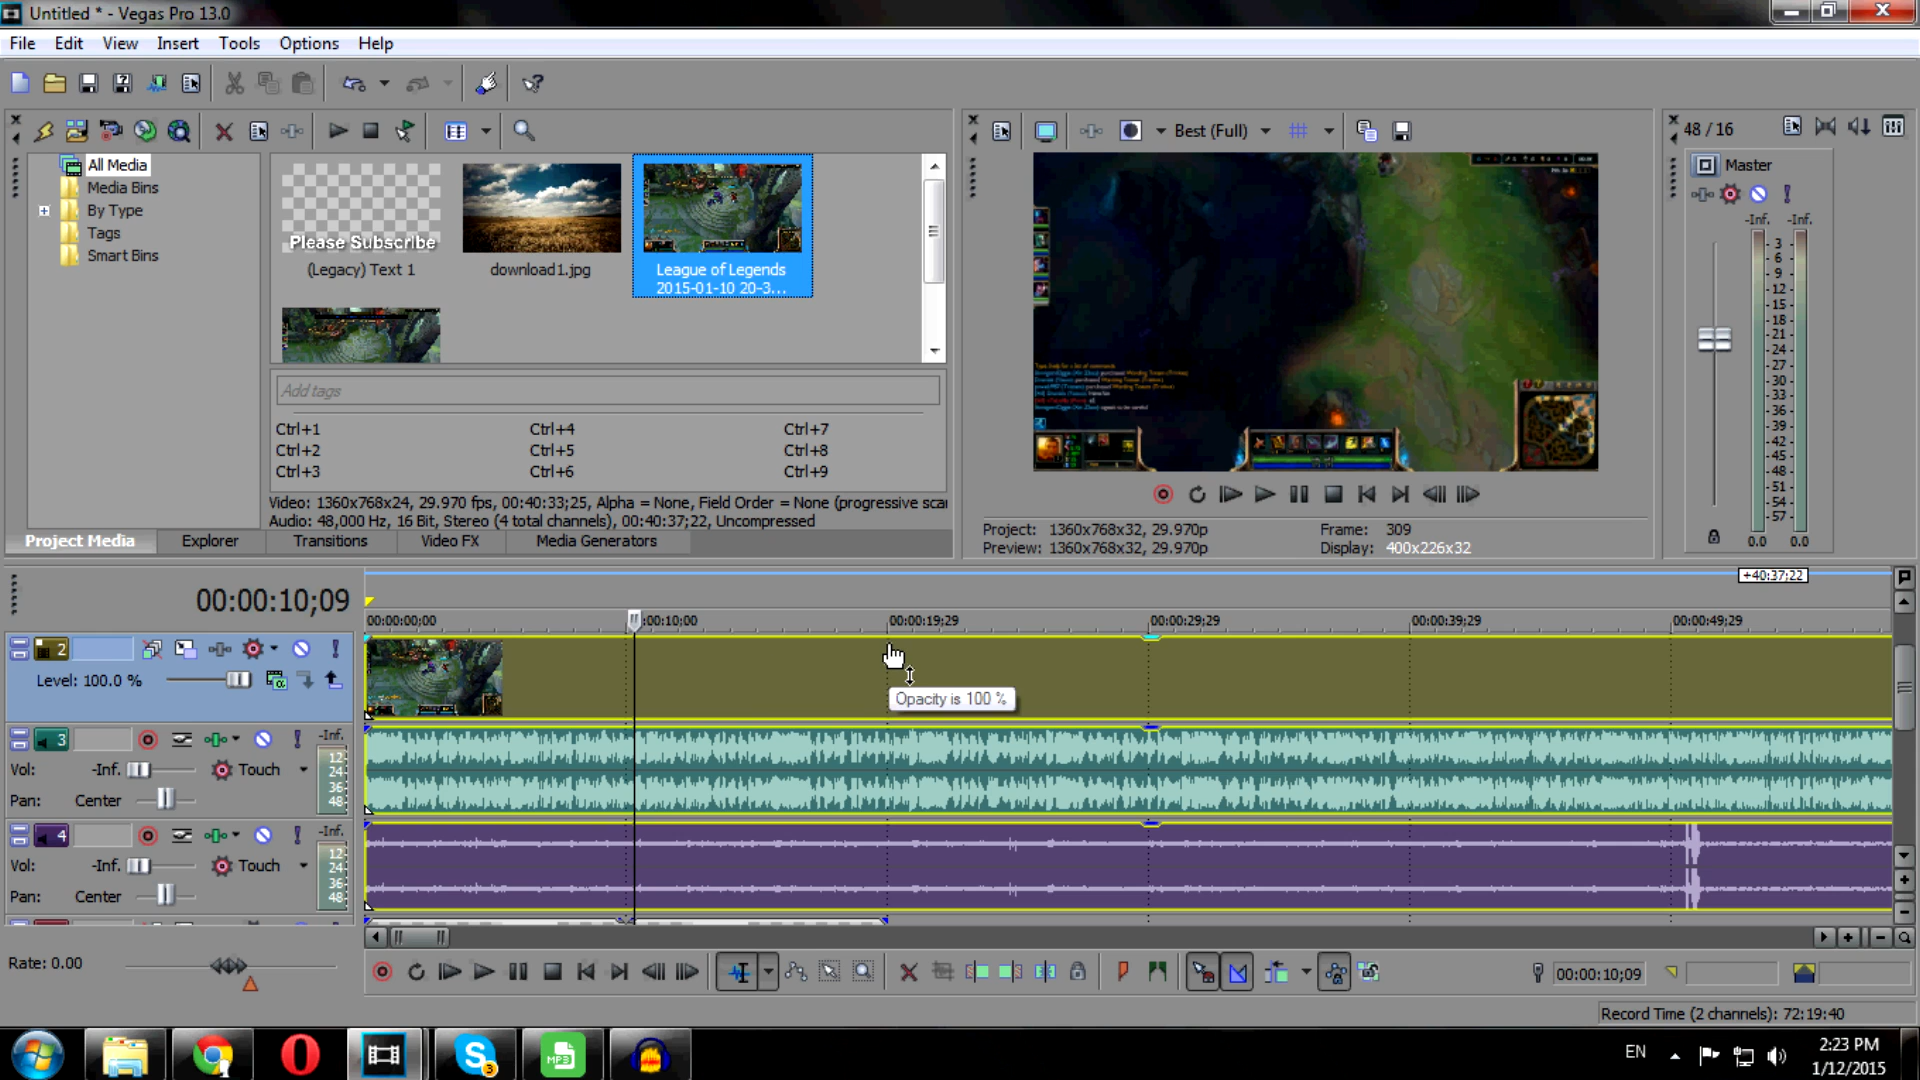 Untitled * - Vegas Pro 13.0
File Edit View Insert Tools Options Help
All Media
Media Bins
By Type
Tags
Smart Bins
Please Subscribe
(Legacy) Text 1
download1.jpg
League of Legends
2015-01-10 20-3...
Add tags
Ctrl+1 Ctrl+4 Ctrl+7
Ctrl+2 Ctrl+5 Ctrl+8
Ctrl+3 Ctrl+6 Ctrl+9
Video: 1360x768x24, 29.970 fps, 00:40:33;25, Alpha = None, Field Order = None (progressive sca
Audio: 48,000 Hz, 16 Bit, Stereo (4 total channels), 00:40:37;22, Uncompressed
Project Media Explorer Transitions Video FX Media Generators
Best (Full)
Project: 1360x768x32, 29.970p Frame: 309
Preview: 1360x768x32, 29.970p Display: 400x226x32
48 / 16
Master
-Inf. -Inf.
- 3 -
- 6 -
- 9 -
-12-
-15-
-18-
-21-
-24-
-27-
-30-
-33-
-36-
-39-
-42-
-45-
-48-
-51-
-54-
-57-
0.0 0.0
+40:37;22
00:00:10;09
00:00:00;00 :00:10;00 00:00:19;29 00:00:29;29 00:00:39;29 00:00:49;29
2
Level: 100.0 %
Opacity is 100 %
3 -Inf.
Vol: -Inf. Touch
Pan: Center
12
24
36
48
4 -Inf.
Vol: -Inf. Touch
Pan: Center
12
24
36
48
Rate: 0.00
00:00:10;09
Record Time (2 channels): 72:19:40
3
MP3
EN
2:23 PM
1/12/2015